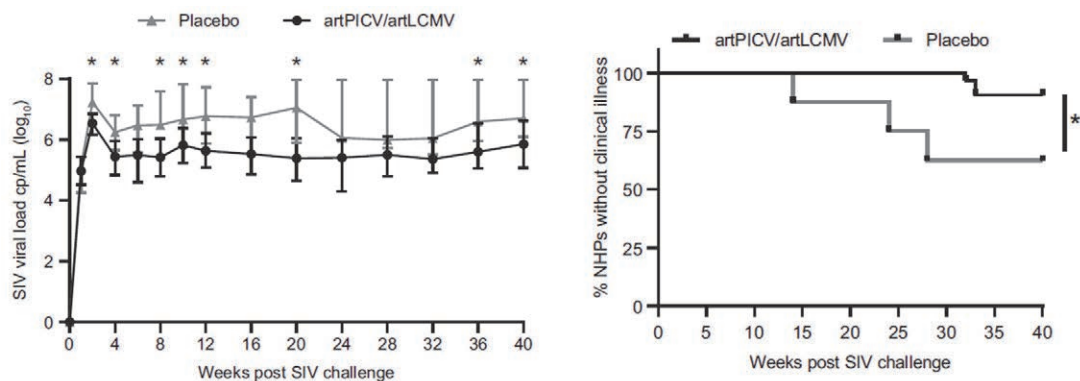 Placebo artPICV/artLCMV
* * * * * * * *
8
6
4
2
0
0 4 8 12 16 20 24 28 32 36 40
SIV viral load cp/mL (log₁₀)
Weeks post SIV challenge
artPICV/artLCMV Placebo
100
75
50
25
0
0 5 10 15 20 25 30 35 40
*
% NHPs without clinical illness
Weeks post SIV challenge